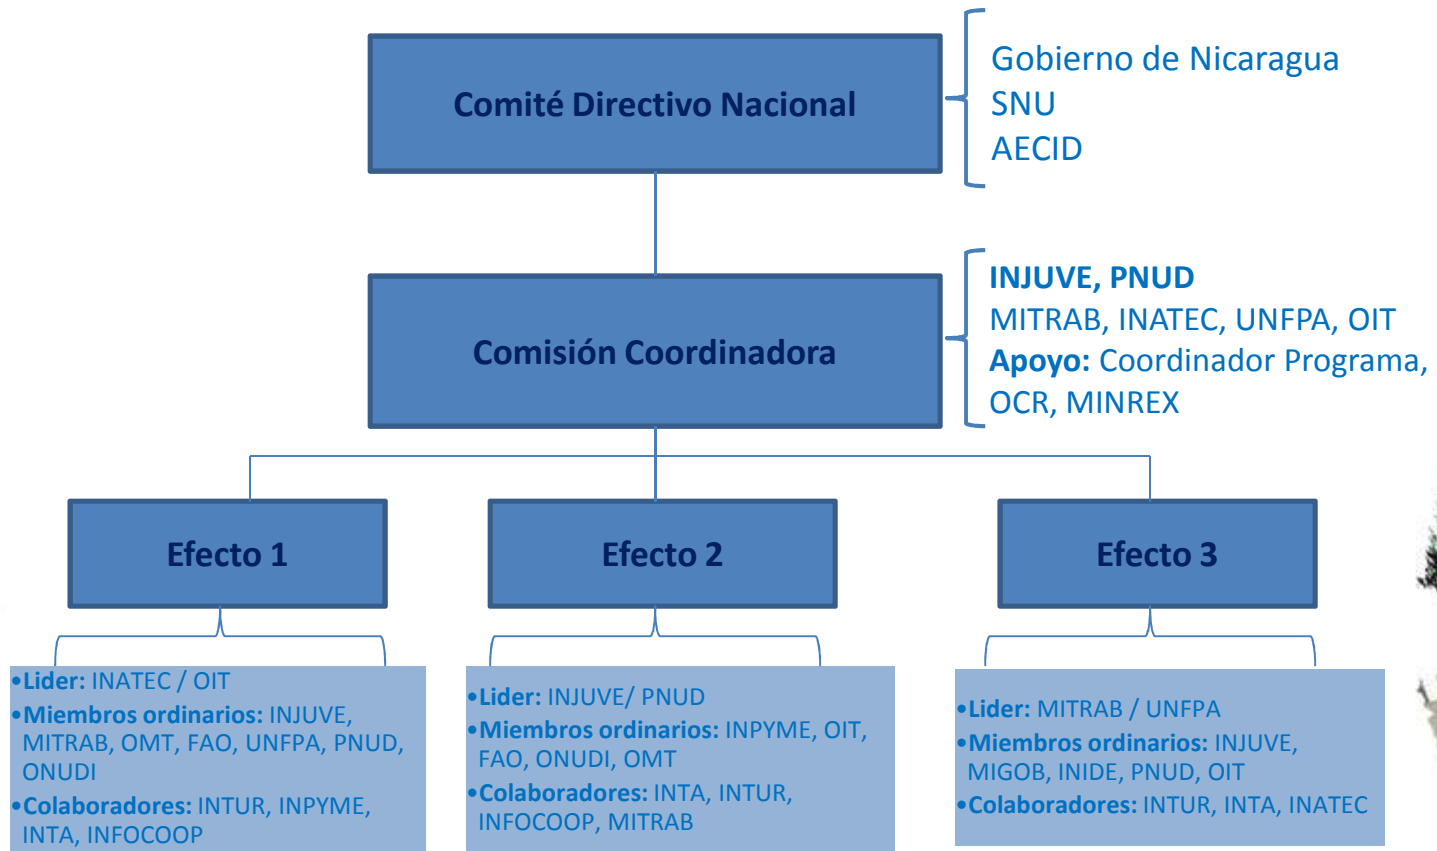 Comité Directivo Nacional
Gobierno de Nicaragua
SNU
AECID
Comisión Coordinadora
INJUVE, PNUD
MITRAB, INATEC, UNFPA, OIT
Apoyo: Coordinador Programa,
OCR, MINREX
Efecto 1
Efecto 2
Efecto 3
•Lider: INATEC / OIT
•Miembros ordinarios: INJUVE,
MITRAB, OMT, FAO, UNFPA, PNUD,
ONUDI
•Colaboradores: INTUR, INPYME,
INTA, INFOCOOP
•Lider: INJUVE/ PNUD
•Miembros ordinarios: INPYME, OIT,
FAO, ONUDI, OMT
•Colaboradores: INTA, INTUR,
INFOCOOP, MITRAB
•Lider: MITRAB / UNFPA
•Miembros ordinarios: INJUVE,
MIGOB, INIDE, PNUD, OIT
•Colaboradores: INTUR, INTA, INATEC